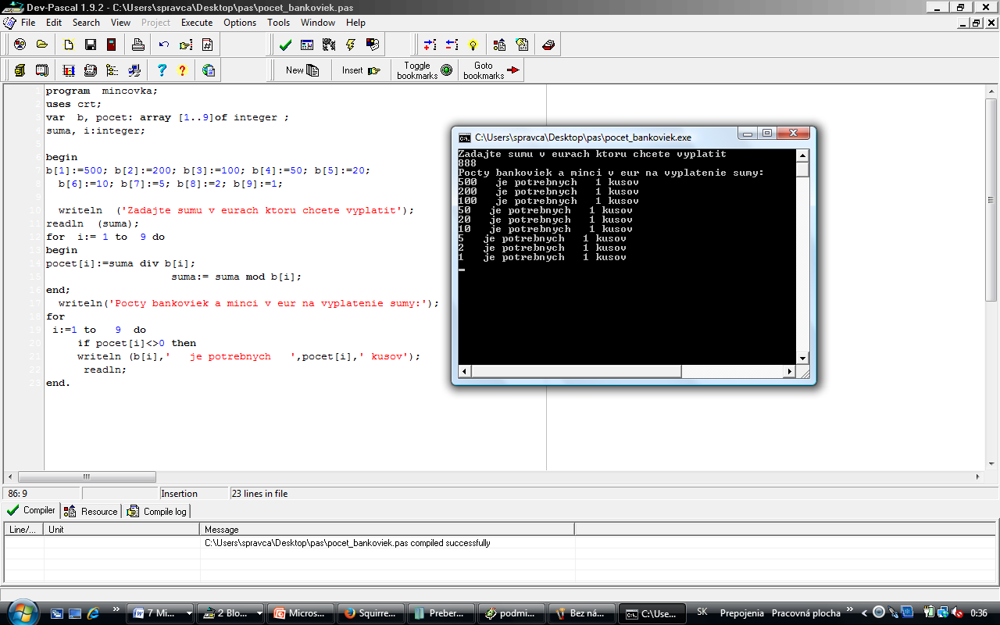 Dev-Pascal 1.9.2 - C:\Users\spravca\Desktop\pas\pocet_bankoviek.pas
File Edit Search View Project Execute Options Tools Window Help
New Insert Toggle bookmarks Goto bookmarks
1 program  mincovka;
2 uses crt;
3 var  b, pocet: array [1..9]of integer ;
4 suma, i:integer;
5
6 begin
7 b[1]:=500; b[2]:=200; b[3]:=100; b[4]:=50; b[5]:=20;
8   b[6]:=10; b[7]:=5; b[8]:=2; b[9]:=1;
9
10   writeln  ('Zadajte sumu v eurach ktoru chcete vyplatit');
11 readln  (suma);
12 for  i:= 1 to  9 do
13 begin
14 pocet[i]:=suma div b[i];
15                     suma:= suma mod b[i];
16 end;
17   writeln('Pocty bankoviek a minci v eur na vyplatenie sumy:');
18 for
19  i:=1 to   9  do
20      if pocet[i]<>0 then
21      writeln (b[i],'   je potrebnych   ',pocet[i],' kusov');
22       readln;
23 end.
C:\Users\spravca\Desktop\pas\pocet_bankoviek.exe
Zadajte sumu v eurach ktoru chcete vyplatit
888
Pocty bankoviek a minci v eur na vyplatenie sumy:
500   je potrebnych   1 kusov
200   je potrebnych   1 kusov
100   je potrebnych   1 kusov
50   je potrebnych   1 kusov
20   je potrebnych   1 kusov
10   je potrebnych   1 kusov
5   je potrebnych   1 kusov
2   je potrebnych   1 kusov
1   je potrebnych   1 kusov
86: 9 Insertion 23 lines in file
Compiler Resource Compile log
Line/... Unit Message
C:\Users\spravca\Desktop\pas\pocet_bankoviek.pas compiled successfully
7 Mi... 2 Blo... Micros... Squirre... Preber... podmi... Bez ná... C:\Use... SK Prepojenia Pracovná plocha 0:36